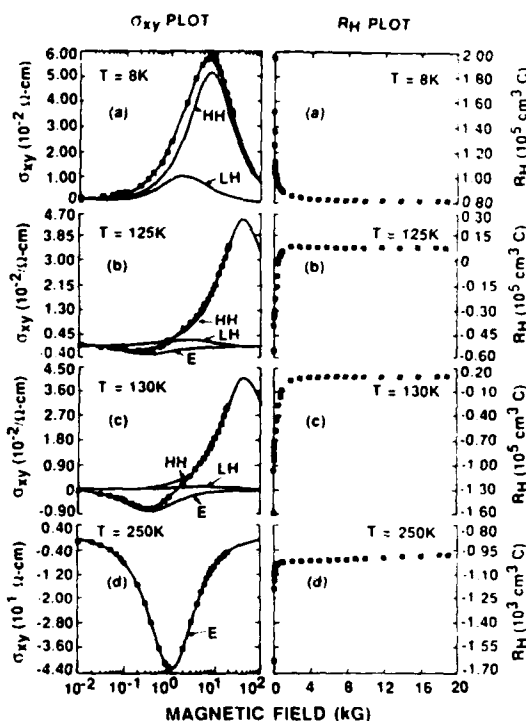 σxy PLOT
RH PLOT
σxy (10⁻² Ω-cm)
6.00
5.00
4.00
1.00
0
T = 8K
(a)
HH
LH
T = 8K
(a)
2 00
1 80
1 60
1 40
1 20
1 00
0 80
RH (10⁵ cm³ C)
σxy (10⁻²/Ω-cm)
4.70
3.85
3.00
2.15
1.30
0.45
-0.40
T = 125K
(b)
HH
LH
E
T = 125K
(b)
0 30
0 15
0
-0 15
-0 30
-0 45
-0 60
RH (10⁵ cm³ C)
σxy (10⁻²/Ω-cm)
4.50
3.60
2.70
1.80
0.90
0
-0.90
T = 130K
(c)
HH
LH
E
T = 130K
(c)
0 20
-0 10
-0 40
-0 70
-1 00
-1 30
-1 60
RH (10⁵ cm³ C)
σxy (10¹ Ω-cm)
0.40
-0.40
-1.20
-2.00
-2.80
-3.60
-4.40
T = 250K
(d)
E
T = 250K
(d)
-0 80
-0 95
-1 10
-1 25
-1 40
-1 55
-1.70
RH (10³ cm³ C)
10⁻² 10⁻¹ 10⁰ 10¹ 10²
0 4 8 12 16 20
MAGNETIC FIELD (kG)